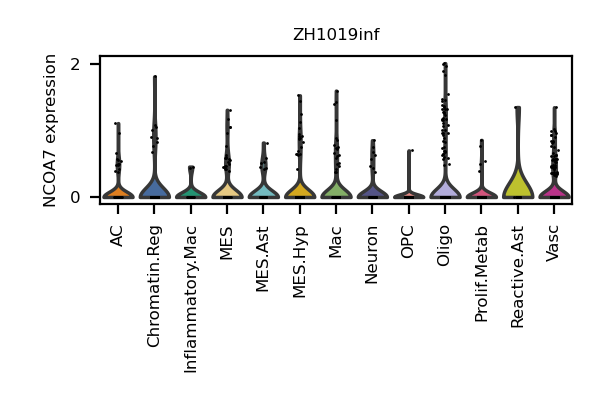 ZH1019inf
NCOA7 expression
2
0
AC
Chromatin.Reg
Inflammatory.Mac
MES
MES.Ast
MES.Hyp
Mac
Neuron
OPC
Oligo
Prolif.Metab
Reactive.Ast
Vasc